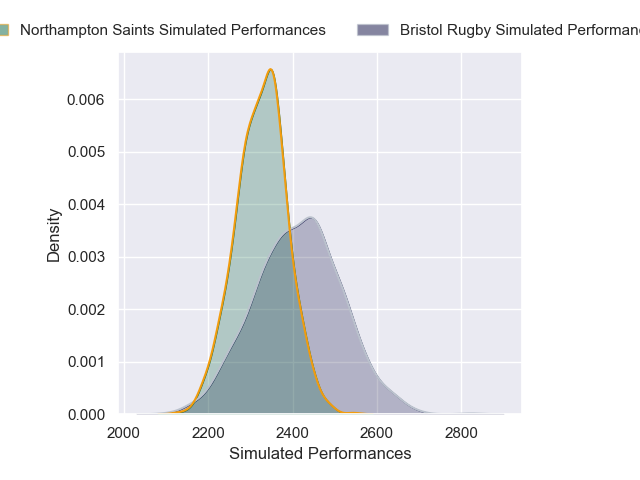 Northampton Saints Simulated Performances
Bristol Rugby Simulated
0.006
0.005
0.004
0.003
0.002
0.001
0.000
Density
2000 2200 2400 2600 2800
Simulated Performances